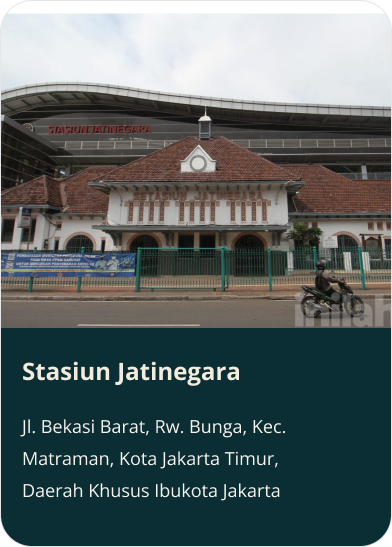 STASIUN JATINEGARA
Stasiun Jatinegara
Jl. Bekasi Barat, Rw. Bunga, Kec.
Matraman, Kota Jakarta Timur,
Daerah Khusus Ibukota Jakarta